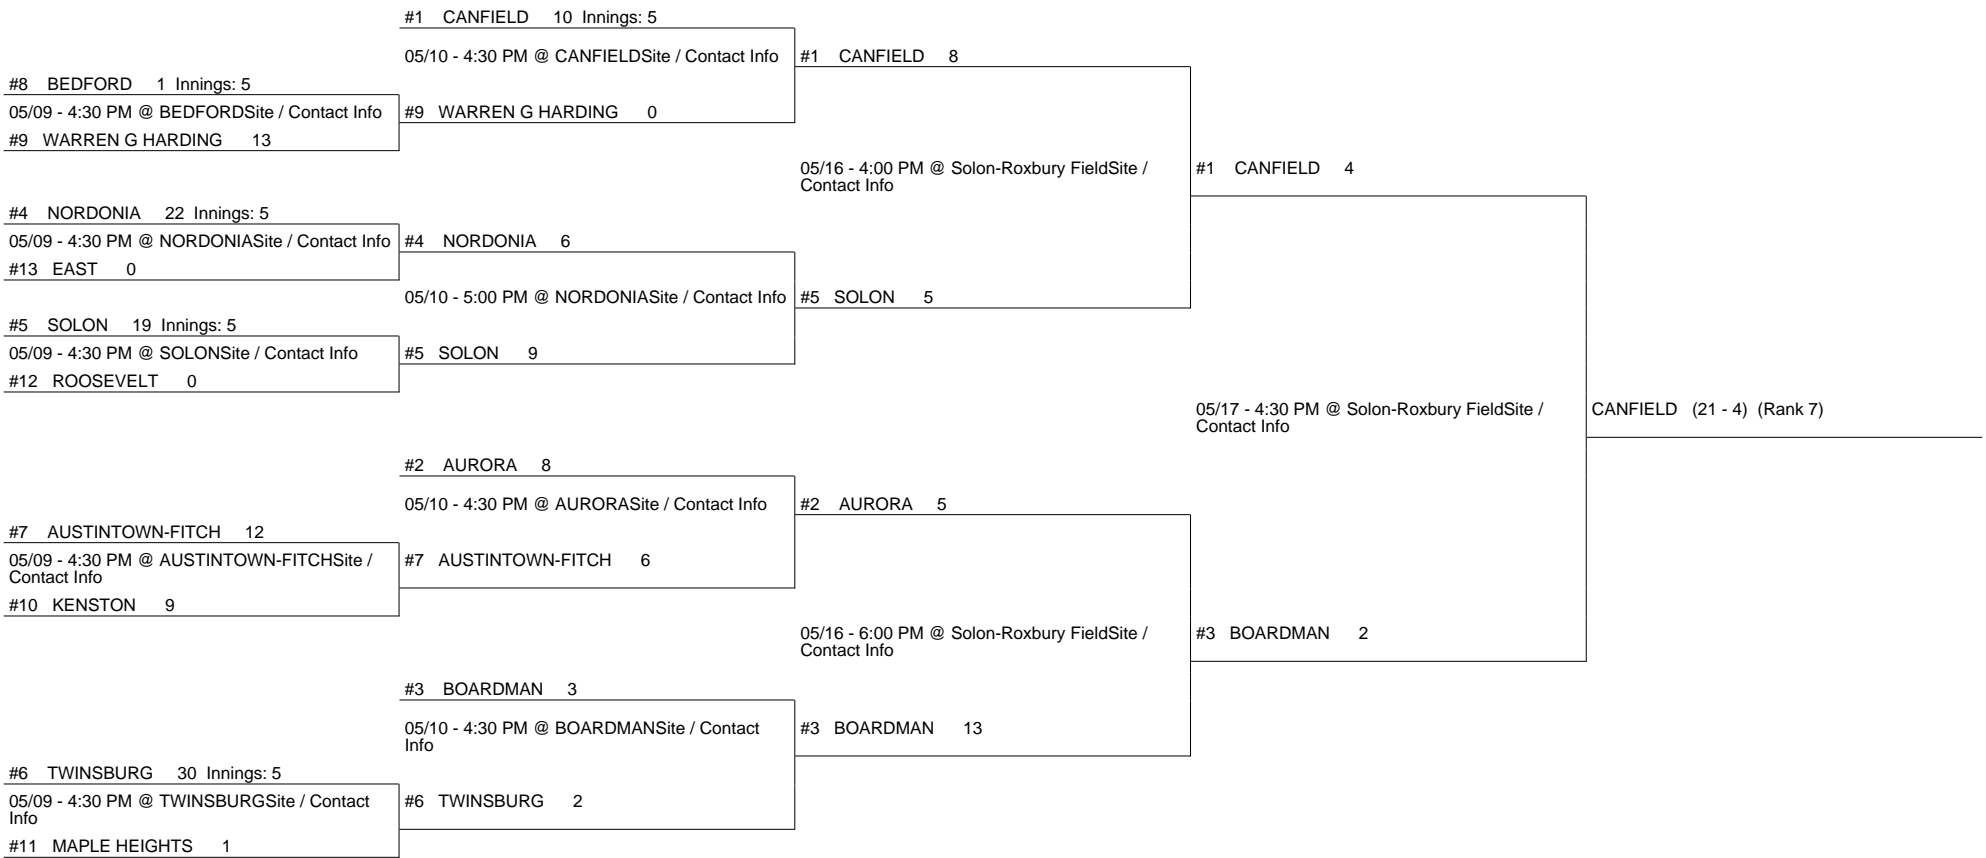 #1 CANFIELD 10 Innings: 5
05/10 - 4:30 PM @ CANFIELDSite / Contact Info
#1 CANFIELD 8
#8 BEDFORD 1 Innings: 5
05/09 - 4:30 PM @ BEDFORDSite / Contact Info
#9 WARREN G HARDING 0
#9 WARREN G HARDING 13
05/16 - 4:00 PM @ Solon-Roxbury FieldSite /
Contact Info
#1 CANFIELD 4
#4 NORDONIA 22 Innings: 5
05/09 - 4:30 PM @ NORDONIASite / Contact Info
#4 NORDONIA 6
#13 EAST 0
05/10 - 5:00 PM @ NORDONIASite / Contact Info
#5 SOLON 5
#5 SOLON 19 Innings: 5
05/09 - 4:30 PM @ SOLONSite / Contact Info
#5 SOLON 9
#12 ROOSEVELT 0
05/17 - 4:30 PM @ Solon-Roxbury FieldSite /
Contact Info
CANFIELD (21 - 4) (Rank 7)
#2 AURORA 8
05/10 - 4:30 PM @ AURORASite / Contact Info
#2 AURORA 5
#7 AUSTINTOWN-FITCH 12
05/09 - 4:30 PM @ AUSTINTOWN-FITCHSite /
Contact Info
#7 AUSTINTOWN-FITCH 6
#10 KENSTON 9
05/16 - 6:00 PM @ Solon-Roxbury FieldSite /
Contact Info
#3 BOARDMAN 2
#3 BOARDMAN 3
05/10 - 4:30 PM @ BOARDMANSite / Contact
Info
#3 BOARDMAN 13
#6 TWINSBURG 30 Innings: 5
05/09 - 4:30 PM @ TWINSBURGSite / Contact
Info
#6 TWINSBURG 2
#11 MAPLE HEIGHTS 1